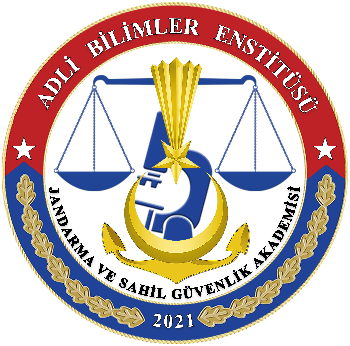 ADLİ BİLİMLER ENSTİTÜSÜ
JANDARMA VE SAHİL GÜVENLİK AKADEMİSİ
2021